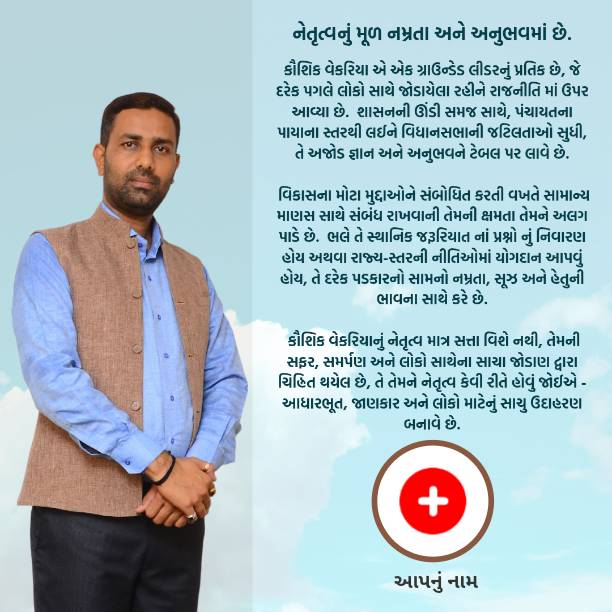 નેતૃત્વનું મૂળ નમ્રતા અને અનુભવમાં છે.
કૌશિક વેકરિયા એ એક ગ્રાઉન્ડેડ લીડરનું પ્રતિક છે, જે
દરેક પગલે લોકો સાથે જોડાયેલા રહીને રાજનીતિ માં ઉપર
આવ્યા છે. શાસનની ઊંડી સમજ સાથે, પંચાયતના
પાયાના સ્તરથી લઈને વિધાનસભાની જટિલતાઓ સુધી,
તે અજોડ જ્ઞાન અને અનુભવને ટેબલ પર લાવે છે.
વિકાસના મોટા મુદ્દાઓને સંબોધિત કરતી વખતે સામાન્ય
માણસ સાથે સંબંધ રાખવાની તેમની ક્ષમતા તેમને અલગ
પાડે છે. ભલે તે સ્થાનિક જરૂરિયાત નાં પ્રશ્નો નું નિવારણ
હોય અથવા રાજ્ય-સ્તરની નીતિઓમાં યોગદાન આપવું
હોય, તે દરેક પડકારનો સામનો નમ્રતા, સૂઝ અને હેતુની
ભાવના સાથે કરે છે.
કૌશિક વેકરિયાનું નેતૃત્વ માત્ર સત્તા વિશે નથી, તેમની
સફર, સમર્પણ અને લોકો સાથેના સાચા જોડાણ દ્વારા
ચિહિત થયેલ છે, તે તેમને નેતૃત્વ કેવી રીતે હોવું જોઈએ -
આધારભૂત, જાણકાર અને લોકો માટેનું સાચુ ઉદાહરણ
બનાવે છે.
આપનું નામ